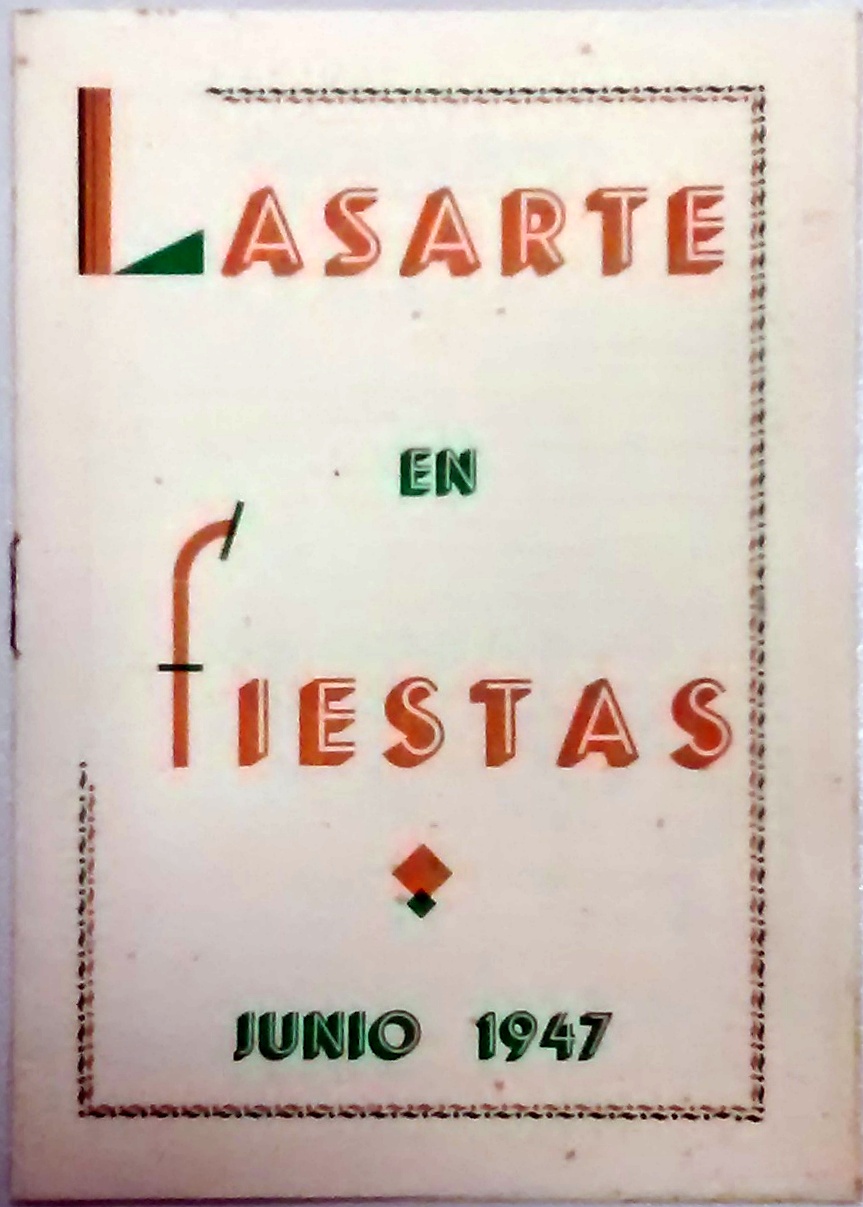 LASARTE
EN
fIESTAS
JUNIO 1947